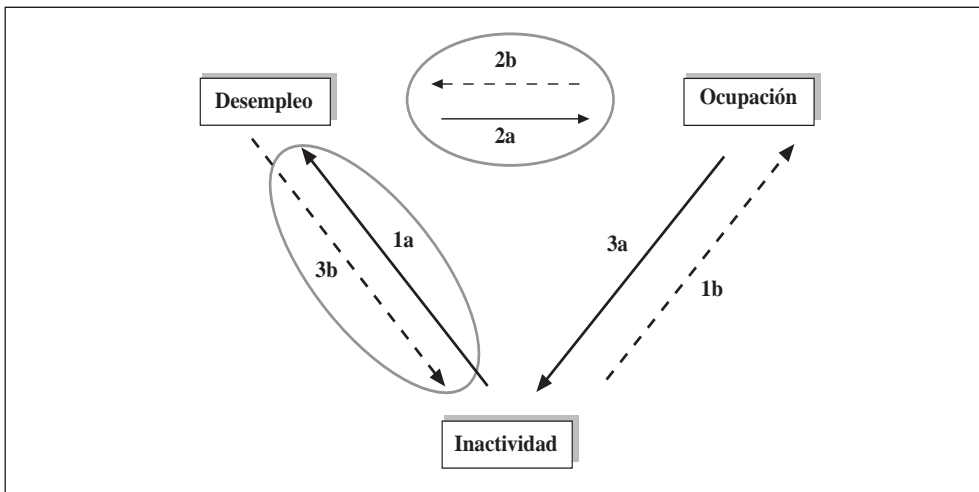 2b
Desempleo
Ocupación
2a
1a
3a
3b
1b
Inactividad